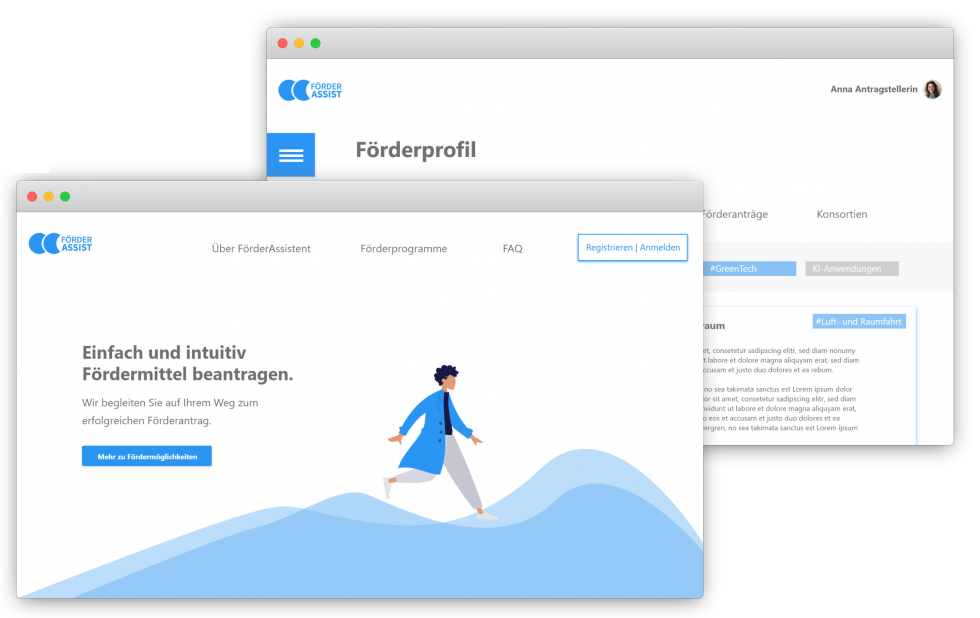 FÖRDER
ASSIST
Anna Antragstellerin
Förderprofil
Förderanträge
Konsortien
#GreenTech
KI-Anwendungen
raum
#Luft- und Raumfahrt
et, consetetur sadipscing elitr, sed diam nonumy
t labore et dolore magna aliquyam erat, sed diam
ccusam et justo duo dolores et ea rebum.
no sea takimata sanctus est Lorem ipsum dolor
or sit amet, consetetur sadipscing elitr, sed diam
nvidunt ut labore et dolore magna aliquyam erat,
o eos et accusam et justo duo dolores et ea
bergren, no sea takimata sanctus est Lorem ipsum
FÖRDER
ASSIST
Über FörderAssistent
Förderprogramme
FAQ
Registrieren | Anmelden
Einfach und intuitiv
Fördermittel beantragen.
Wir begleiten Sie auf Ihrem Weg zum
erfolgreichen Förderantrag.
Mehr zu Fördermöglichkeiten